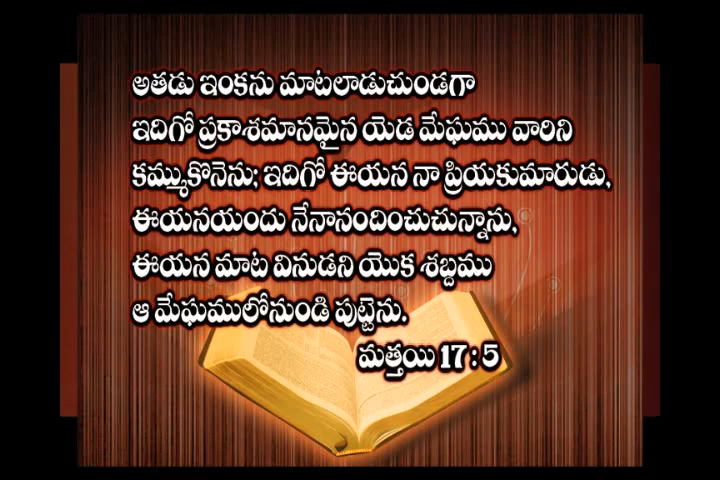 అతడు ఇంకను మాటలాడుచుండగా
ఇదిగో ప్రకాశమానమైన యెడ మేఘము వారిని
కమ్ముకొనెను; ఇదిగో ఈయన నా ప్రియకుమారుడు,
ఈయనయందు నేనానందించుచున్నాను,
ఈయన మాట వినుడని యొక శబ్దము
ఆ మేఘములోనుండి పుట్టెను.
మత్తయి 17 : 5